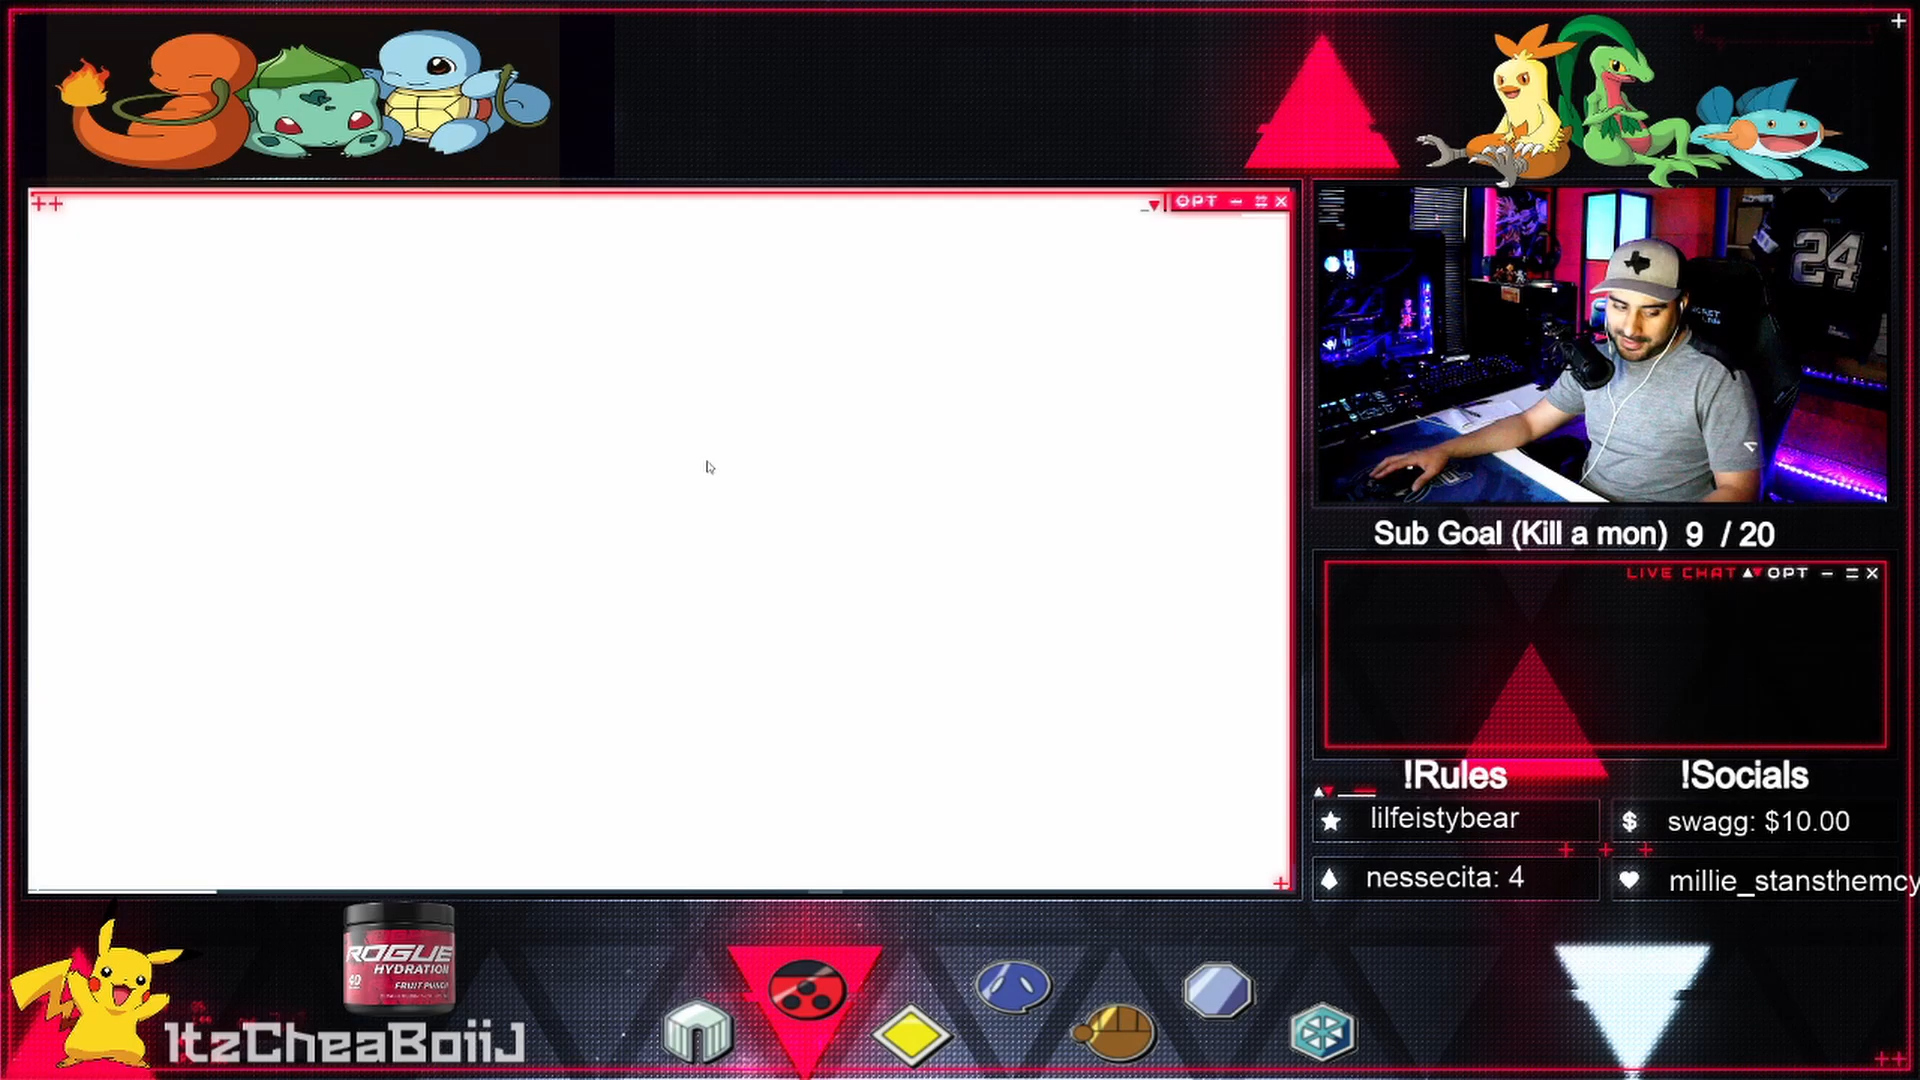 OPT
24
Sub Goal (Kill a mon) 9 / 20
LIVE CHAT OPT
!Rules
!Socials
lilfeistybear
swagg: $10.00
nessecita: 4
millie_stansthemcy
ROGUE
HYDRATION
40
FRUIT PUNCH
ItzCheaBoiiJ